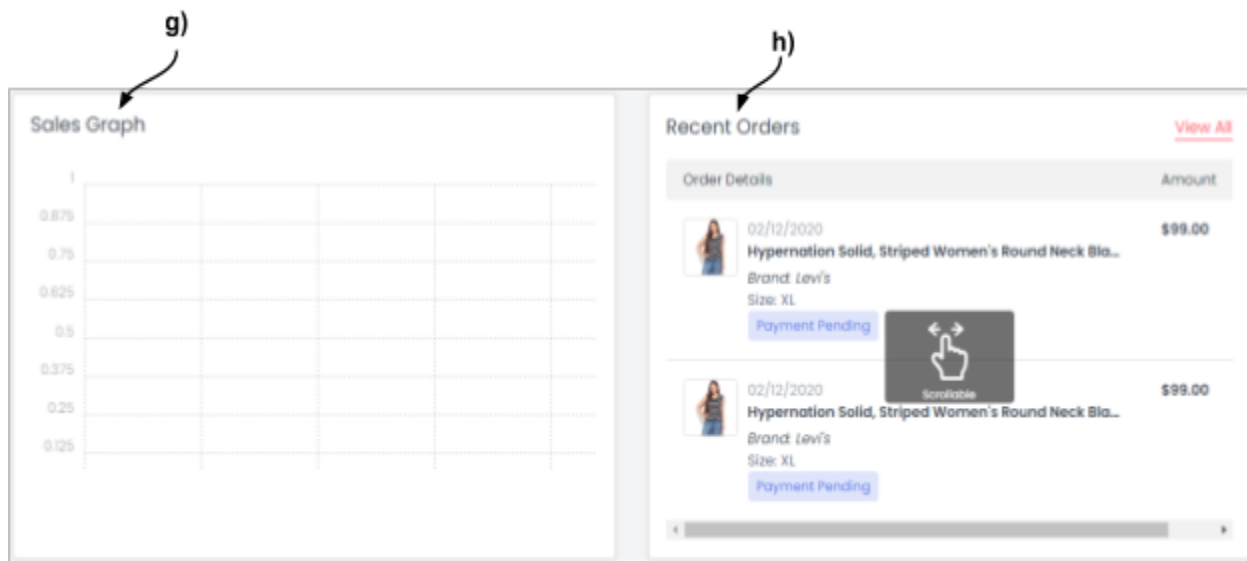 g)
h)
Sales Graph
1
0.875
0.75
0.625
0.5
0.375
0.25
0.125
Recent Orders
View All
Order Details Amount
02/12/2020 $99.00
Hypernation Solid, Striped Women's Round Neck Bla...
Brand: Levi's
Size: XL
Payment Pending
Scrollable
02/12/2020 $99.00
Hypernation Solid, Striped Women's Round Neck Bla...
Brand: Levi's
Size: XL
Payment Pending